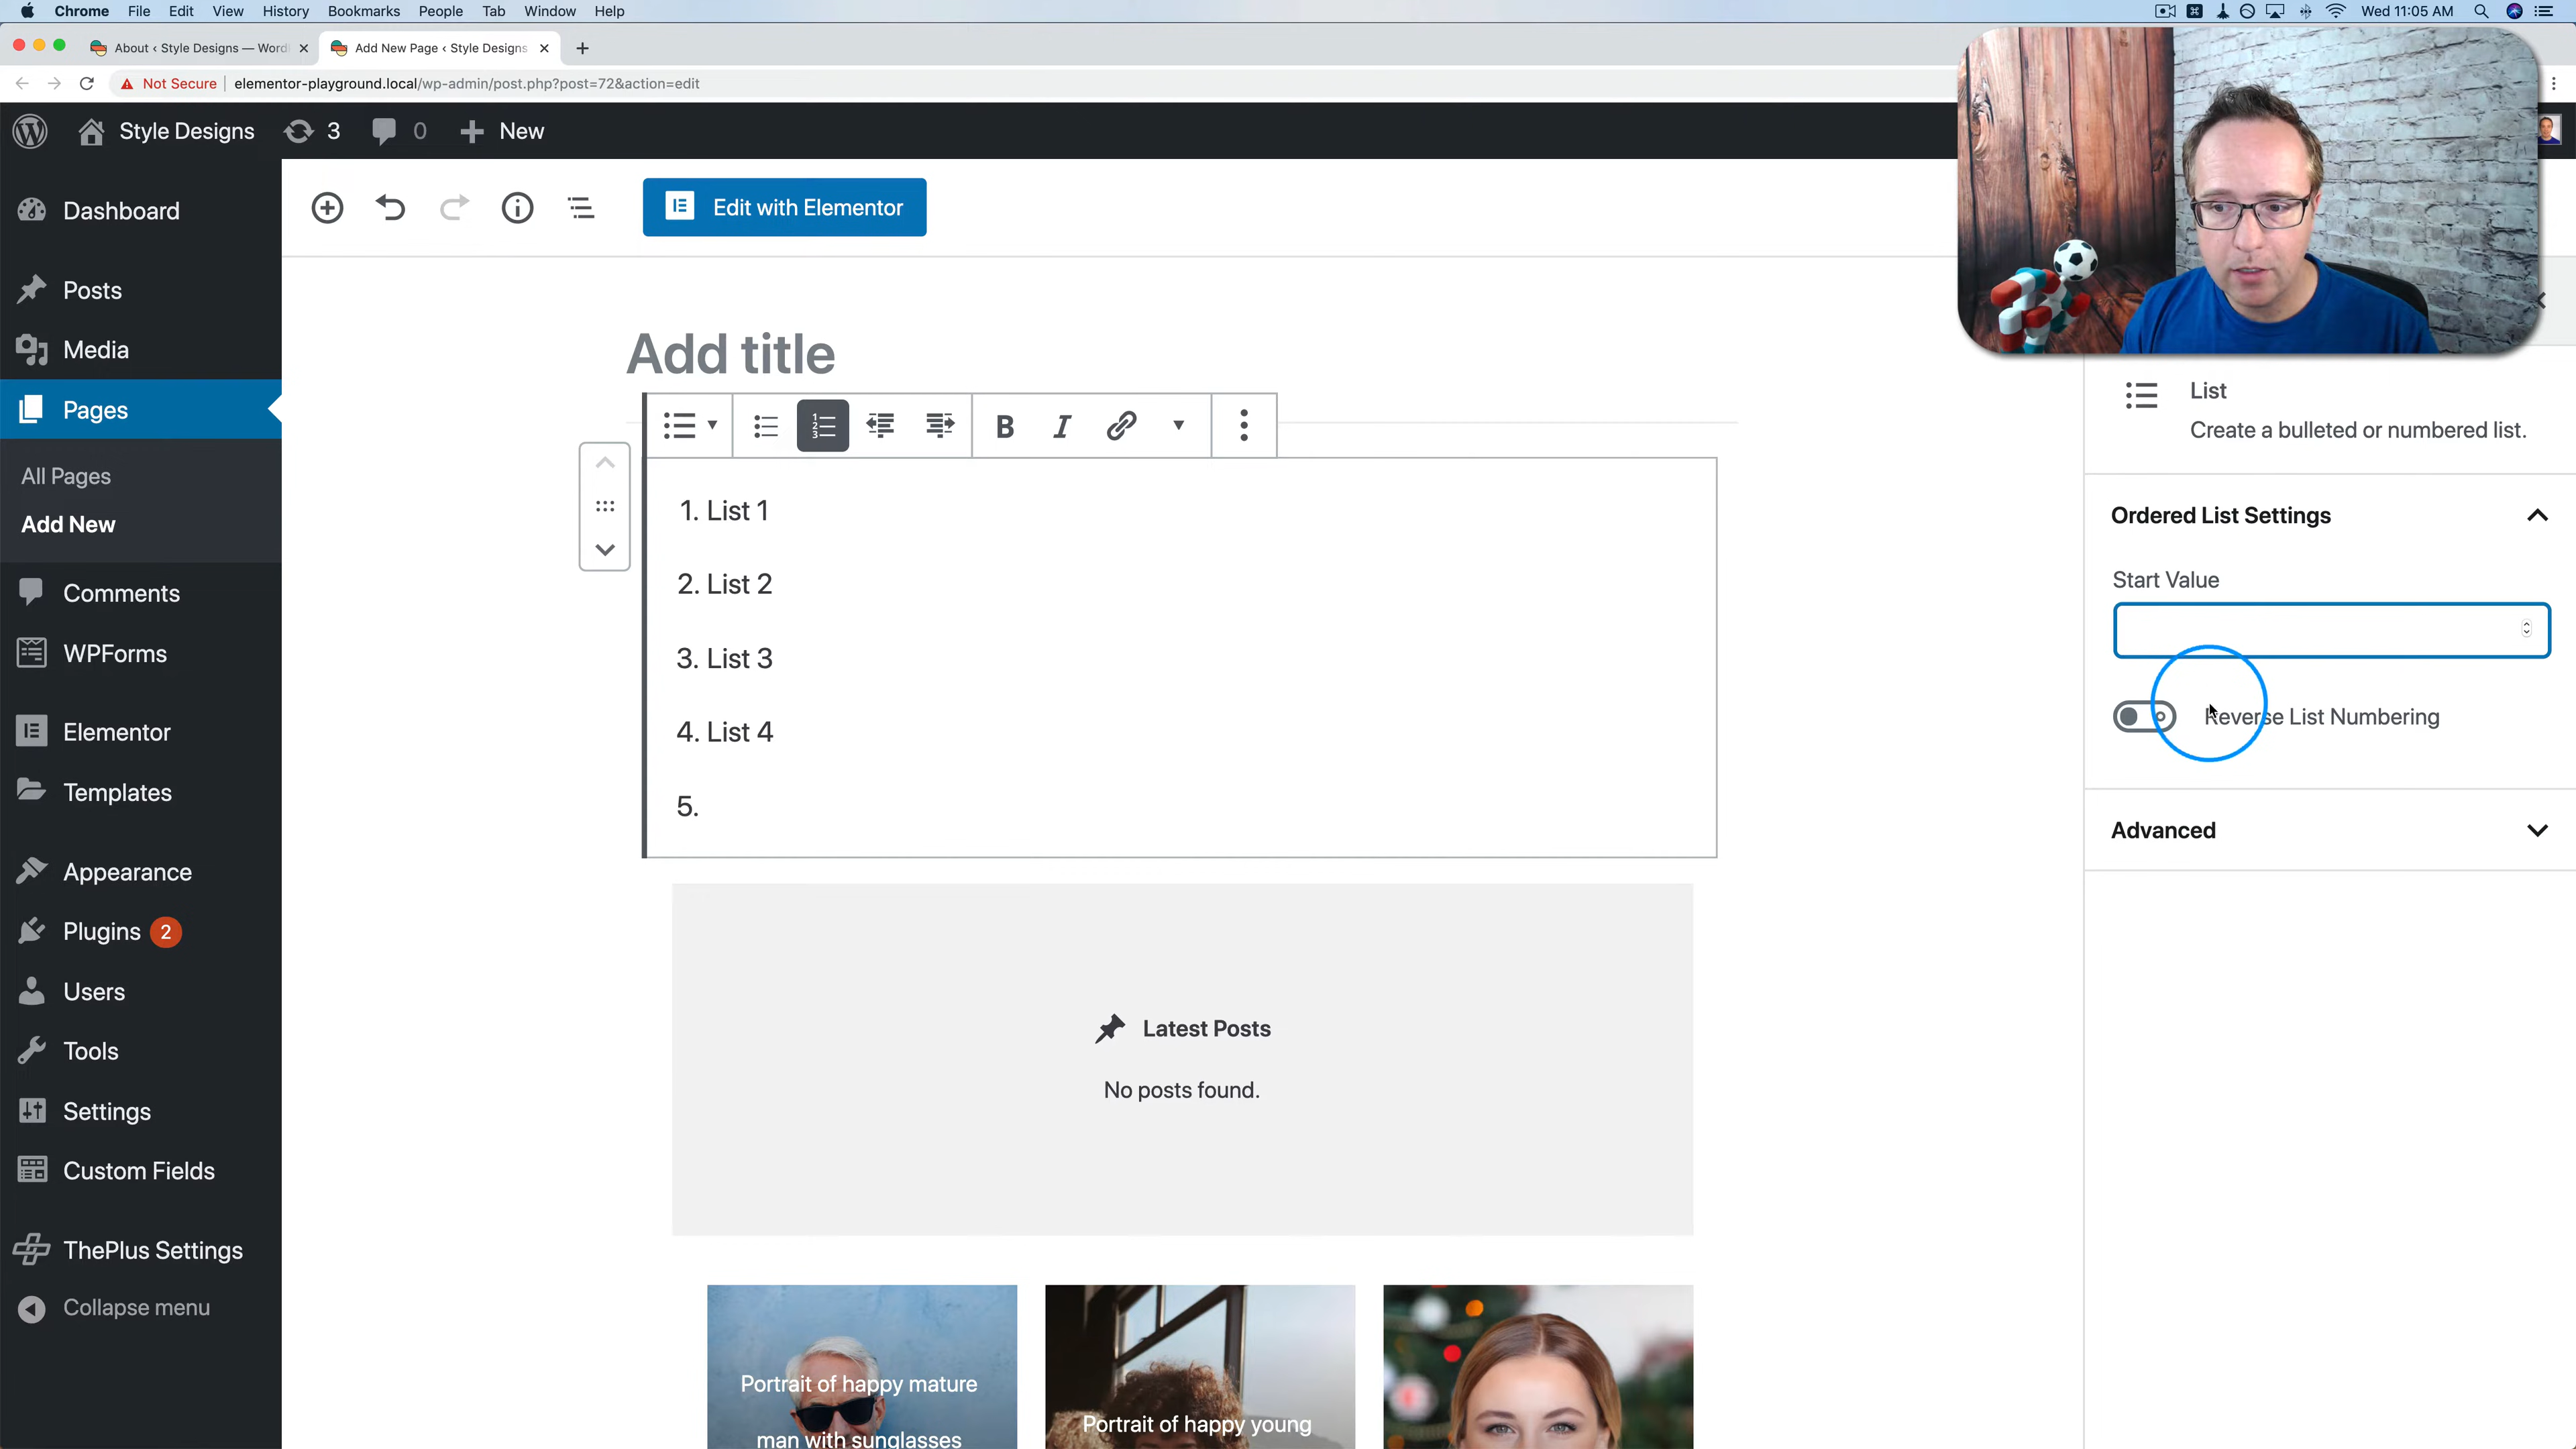 Chrome File Edit View History Bookmarks People Tab Window Help
Wed 11:05 AM
About ‹ Style Designs — Word
Add New Page ‹ Style Designs
Not Secure elementor-playground.local/wp-admin/post.php?post=72&action=edit
Style Designs 3 0 New
Dashboard
Posts
Media
Pages
All Pages
Add New
Comments
WPForms
Elementor
Templates
Appearance
Plugins 2
Users
Tools
Settings
Custom Fields
ThePlus Settings
Collapse menu
Edit with Elementor
Add title
B I
1. List 1
2. List 2
3. List 3
4. List 4
5.
Latest Posts
No posts found.
Portrait of happy mature
man with sunglasses
Portrait of happy young
List
Create a bulleted or numbered list.
Ordered List Settings
Start Value
Reverse List Numbering
Advanced